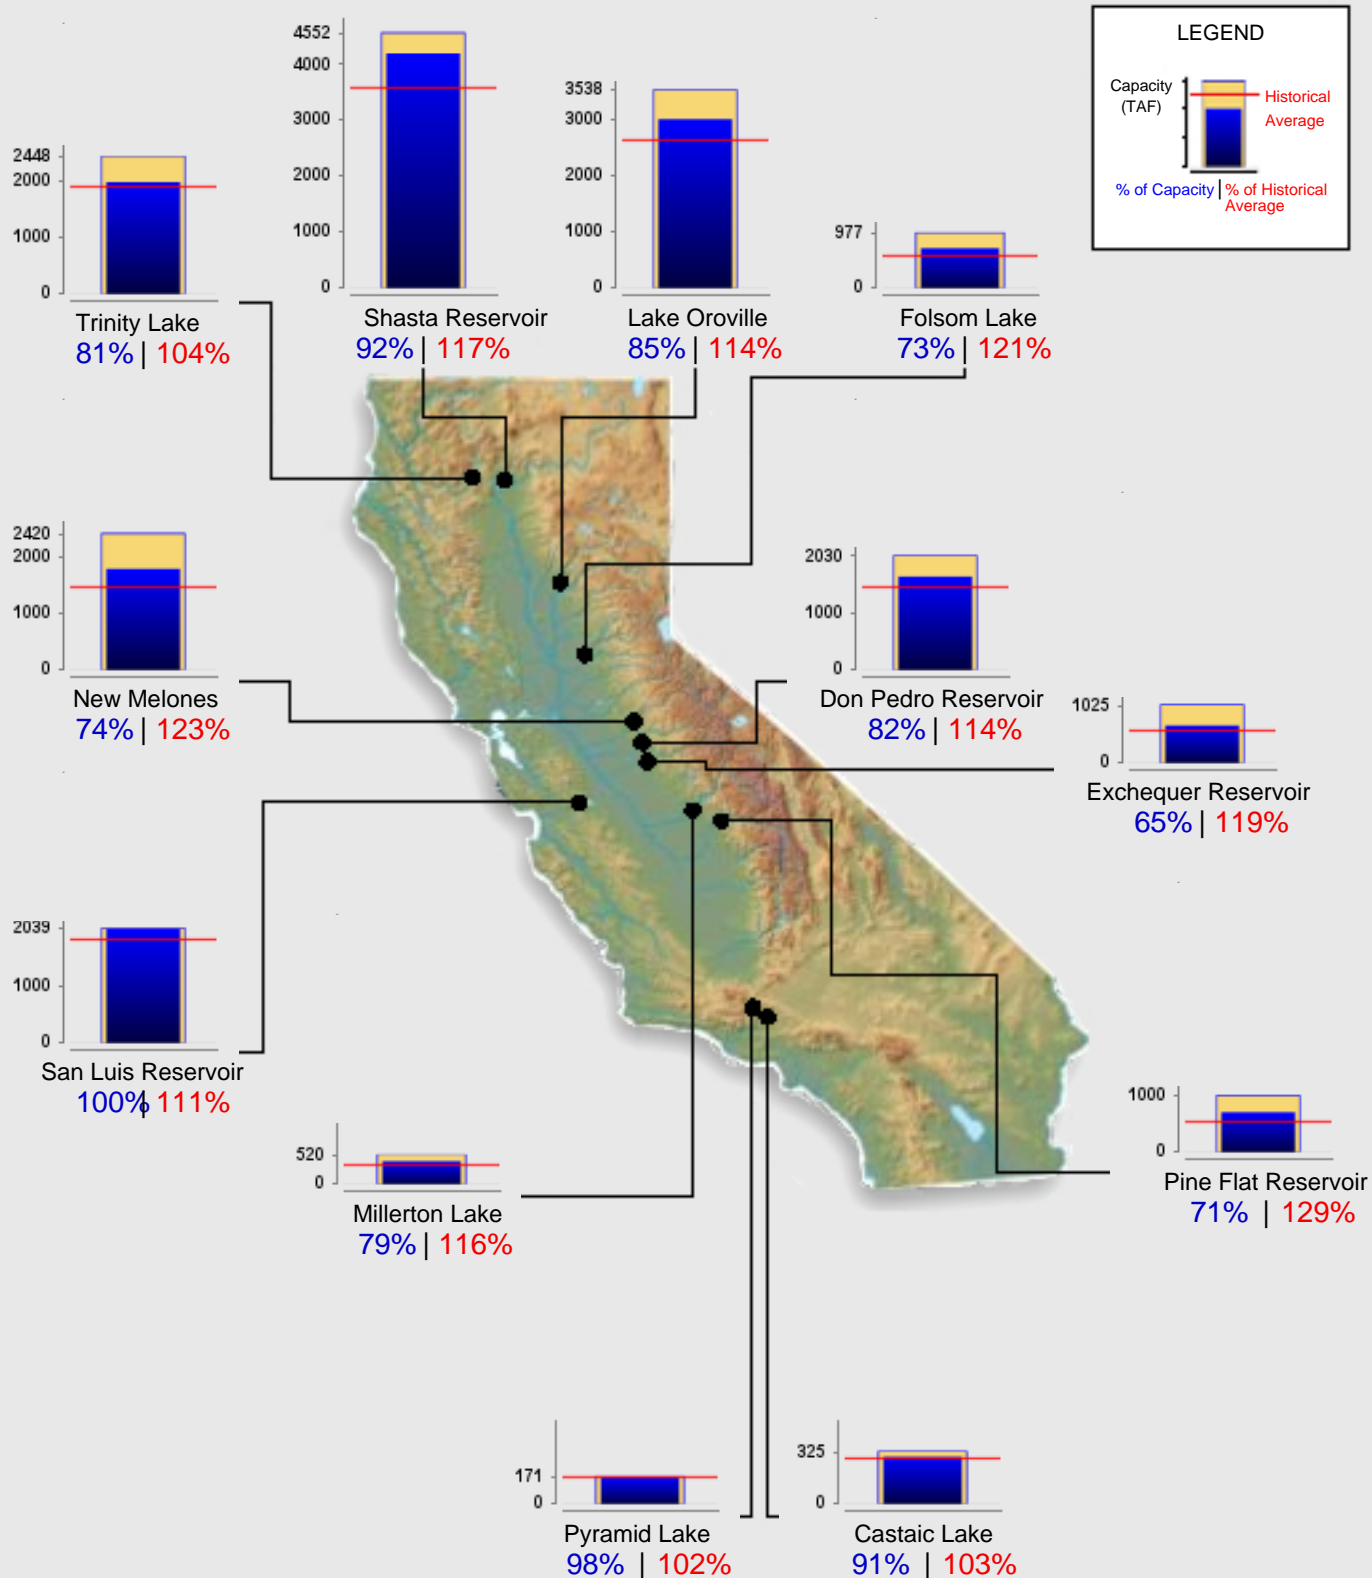 LEGEND
Capacity
(TAF)
Historical
Average
% of Capacity | % of Historical
Average
2448
2000
1000
0
Trinity Lake
81% | 104%
4552
4000
3000
2000
1000
0
Shasta Reservoir
92% | 117%
3538
3000
2000
1000
0
Lake Oroville
85% | 114%
977
0
Folsom Lake
73% | 121%
2420
2000
1000
0
New Melones
74% | 123%
2030
1000
0
Don Pedro Reservoir
82% | 114%
1025
0
Exchequer Reservoir
65% | 119%
2039
1000
0
San Luis Reservoir
100% | 111%
520
0
Millerton Lake
79% | 116%
1000
0
Pine Flat Reservoir
71% | 129%
171
0
Pyramid Lake
98% | 102%
325
0
Castaic Lake
91% | 103%